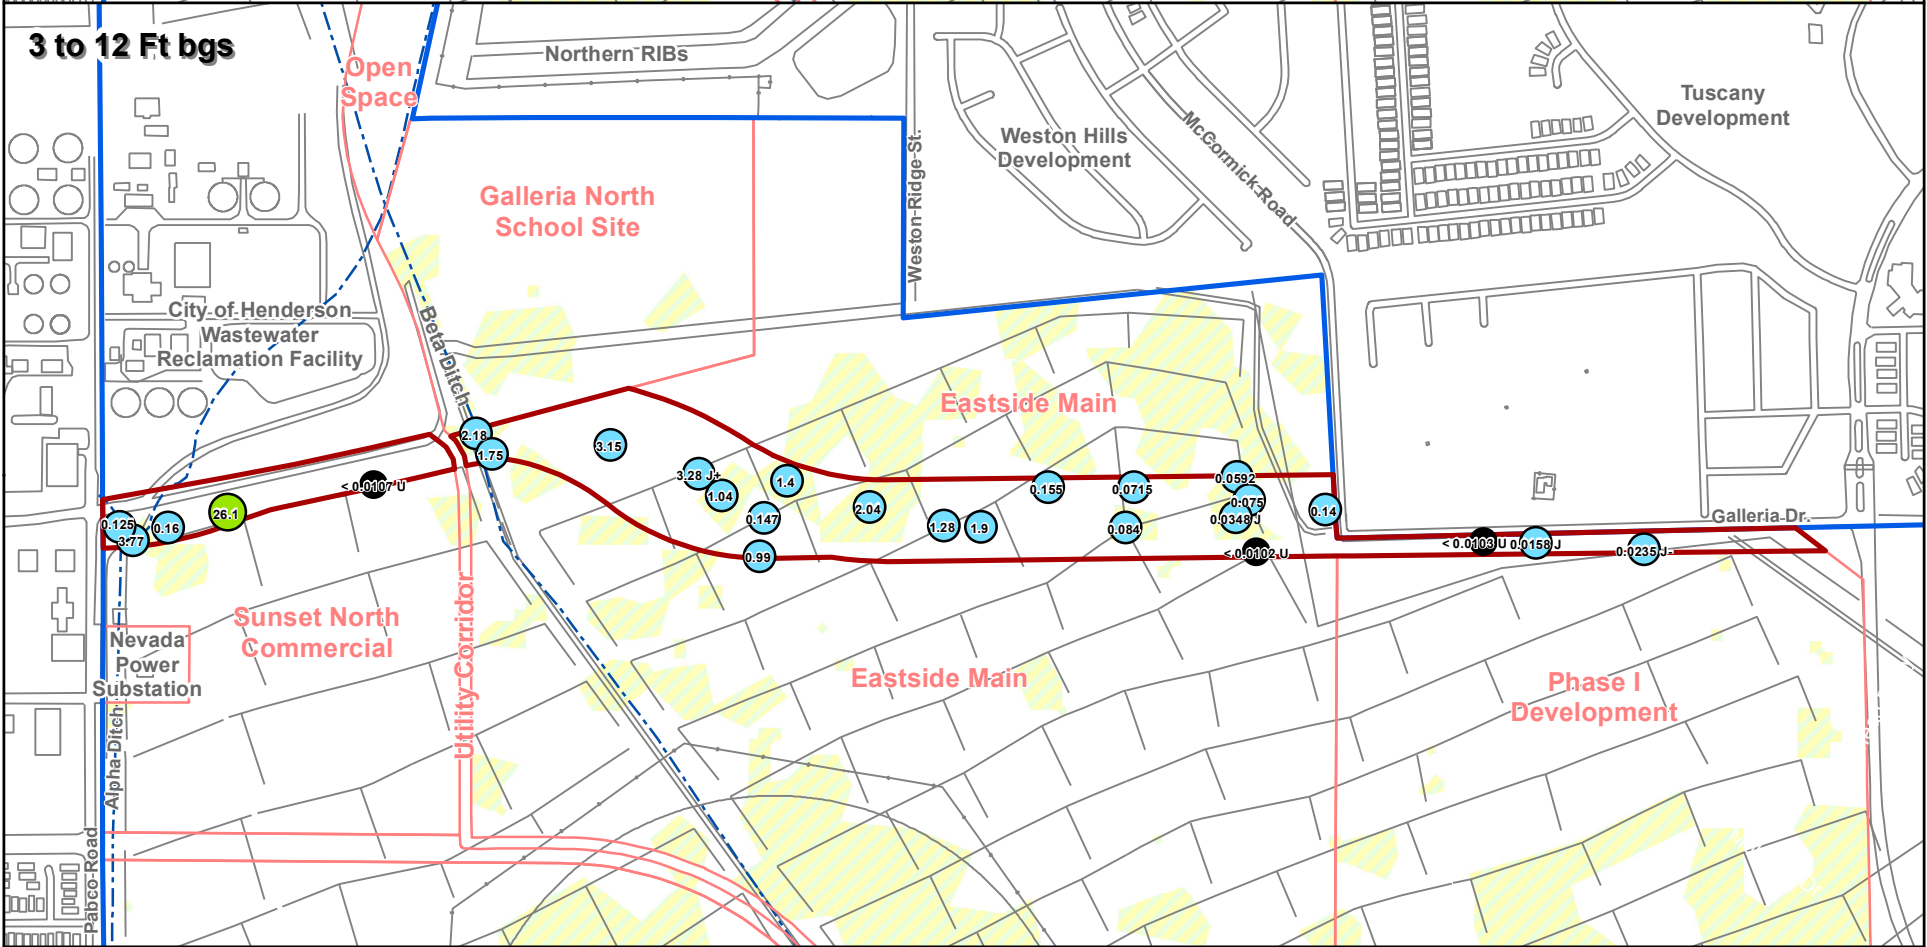 3 to 12 Ft bgs
Open
Space
Northern RIBs
Galleria North
School Site
Weston Ridge St.
Weston Hills
Development
McCormick Road
Tuscany
Development
City of Henderson
Wastewater
Reclamation Facility
Beta Ditch
Eastside Main
2.18
1.75
3.15
3.28 J+
1.04
1.4
0.147
0.99
2.04
1.28
1.9
0.155
0.0715
0.084
0.0592
0.075
0.0348 J
< 0.0102 U
0.14
Galleria Dr.
< 0.0103 U
0.0158 J
0.0235 J-
< 0.0107 U
26.1
0.16
0.125
3.77
Sunset North
Commercial
Utility Corridor
Nevada
Power
Substation
Alpha Ditch
Pabco Road
Eastside Main
Phase I
Development
Dr